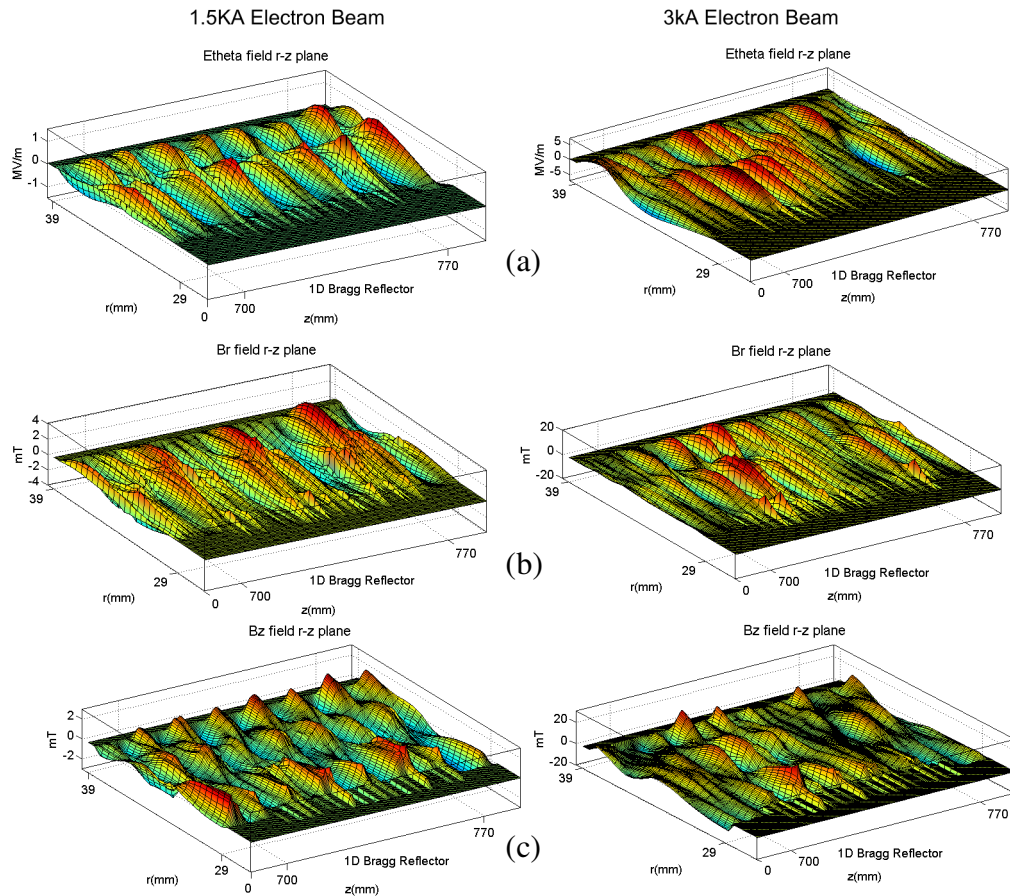 1.5KA Electron Beam
3kA Electron Beam
Etheta field r-z plane
1
0
-1
MV/m
39
r(mm)
29
0
700
z(mm)
1D Bragg Reflector
770
Etheta field r-z plane
5
0
-5
MV/m
39
r(mm)
29
0
700
z(mm)
1D Bragg Reflector
770
(a)
Br field r-z plane
4
2
0
-2
-4
mT
39
r(mm)
29
0
700
z(mm)
1D Bragg Reflector
770
Br field r-z plane
20
0
-20
mT
39
r(mm)
29
0
700
z(mm)
1D Bragg Reflector
770
(b)
Bz field r-z plane
2
0
-2
mT
39
r(mm)
29
0
700
z(mm)
1D Bragg Reflector
770
Bz field r-z plane
20
0
-20
mT
39
r(mm)
29
0
700
z(mm)
1D Bragg Reflector
770
(c)